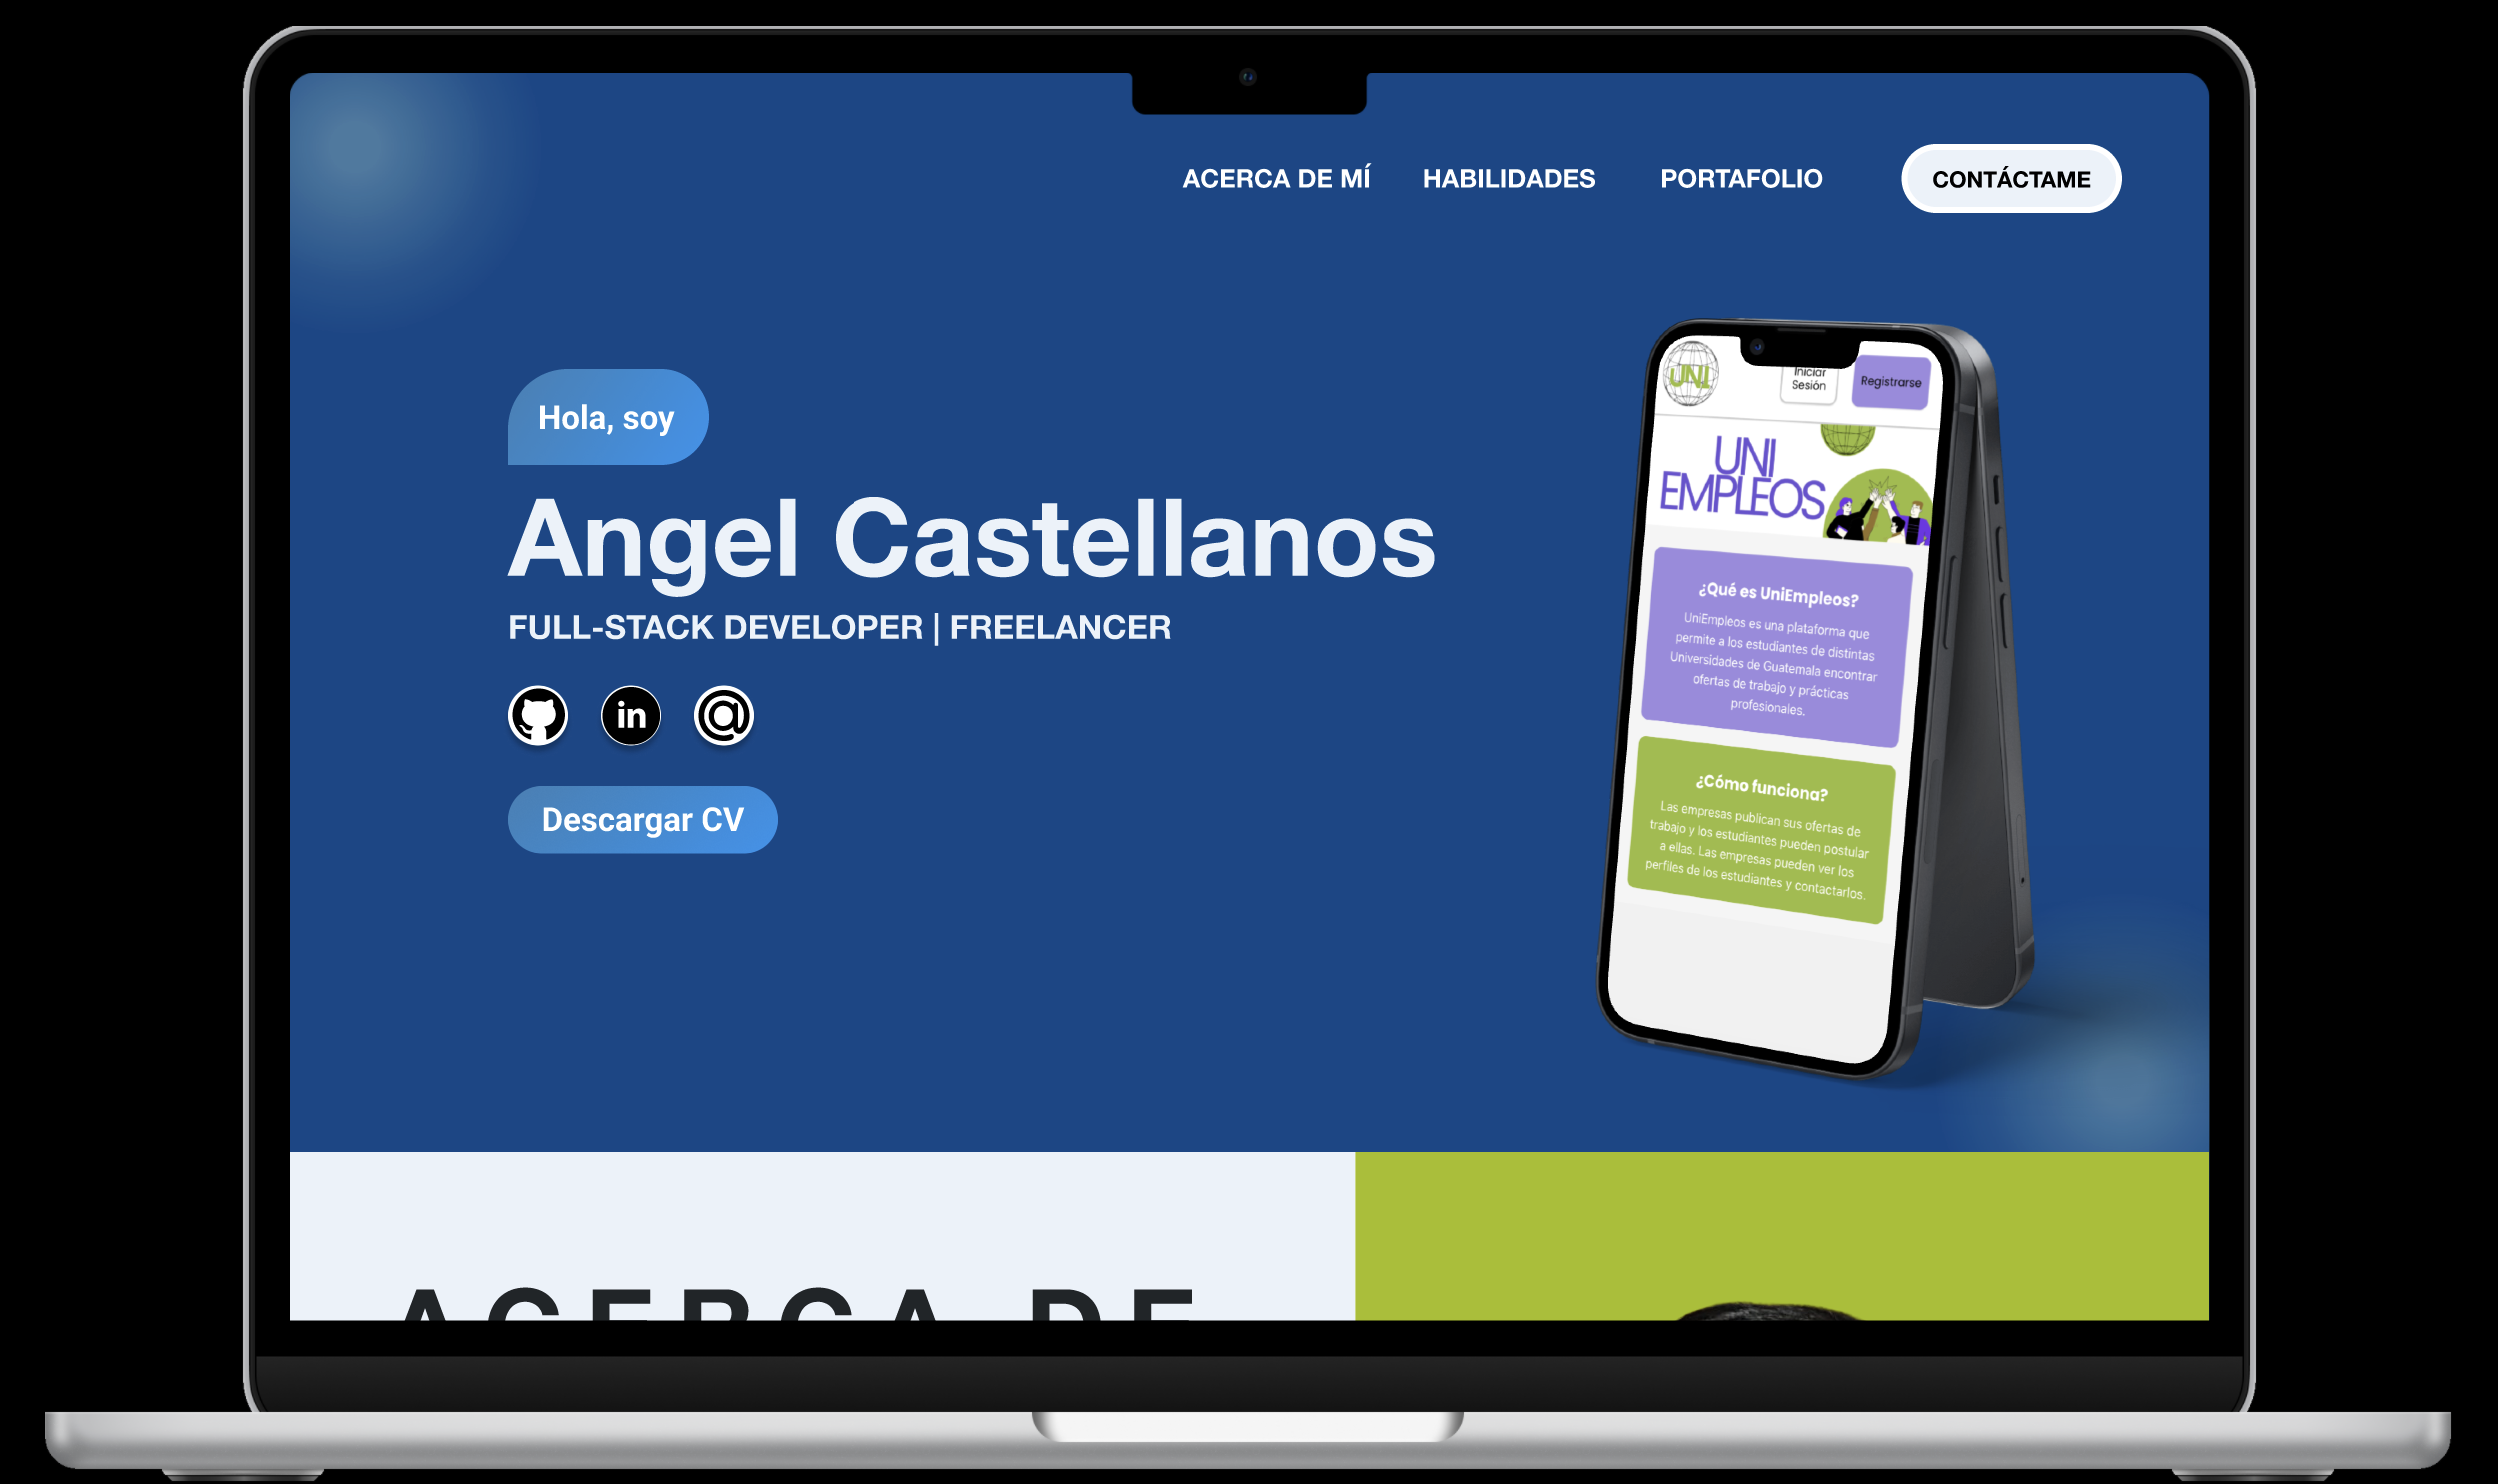 ACERCA DE MÍ HABILIDADES PORTAFOLIO CONTÁCTAME
Hola, soy
Angel Castellanos
FULL-STACK DEVELOPER | FREELANCER
in
Descargar CV
UNI
Iniciar
Sesión
Registrarse
UNI
EMPLEOS
¿Qué es UniEmpleos?
UniEmpleos es una plataforma que
permite a los estudiantes de distintas
Universidades de Guatemala encontrar
ofertas de trabajo y prácticas
profesionales.
¿Cómo funciona?
Las empresas publican sus ofertas de
trabajo y los estudiantes pueden postular
a ellas. Las empresas pueden ver los
perfiles de los estudiantes y contactarlos.
ACERCA DE